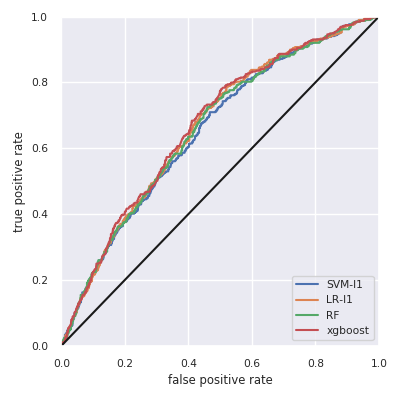 1.0
0.8
0.6
0.4
0.2
0.0
true positive rate
0.0 0.2 0.4 0.6 0.8 1.0
false positive rate
SVM-l1
LR-l1
RF
xgboost